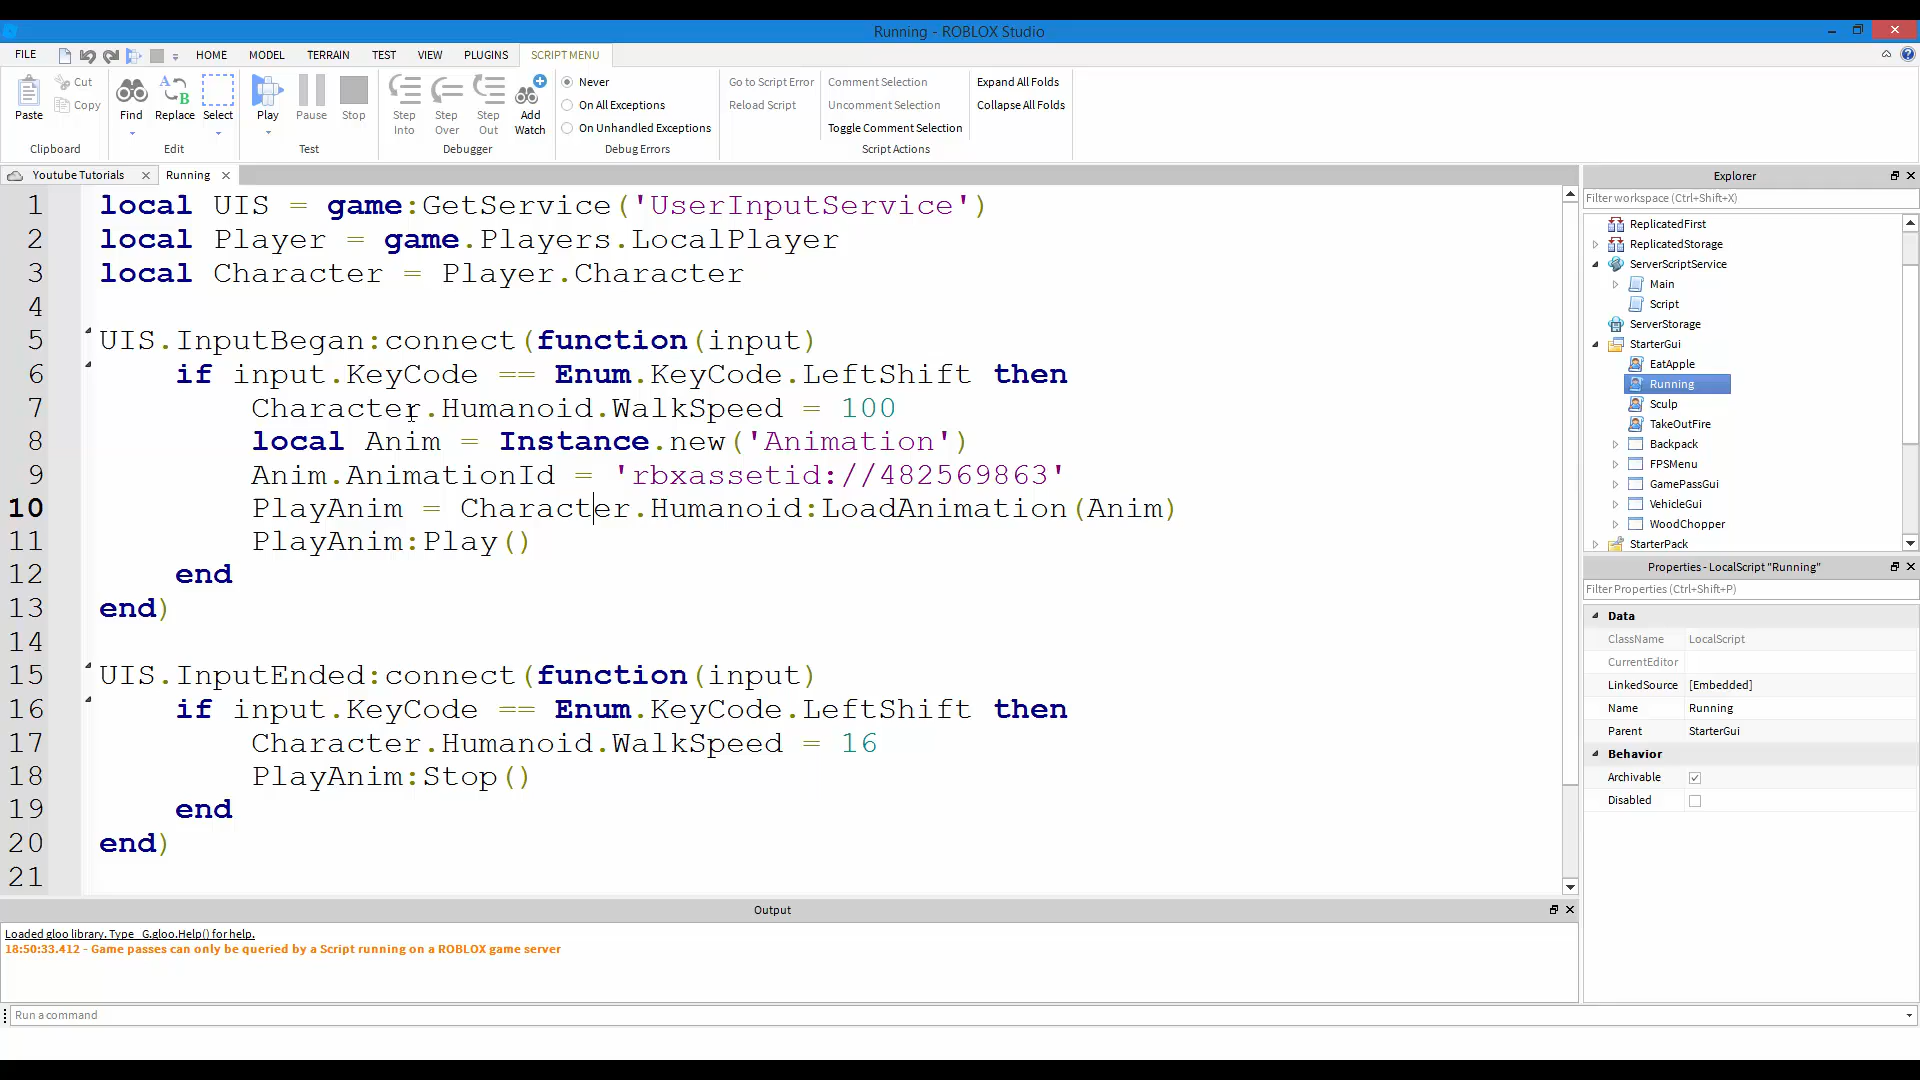 Running - ROBLOX Studio
FILE HOME MODEL TERRAIN TEST VIEW PLUGINS SCRIPT MENU
Paste Cut Copy Find Replace Select Play Pause Stop Step Into Step Over Step Out Add Watch
Never
On All Exceptions
On Unhandled Exceptions
Go to Script Error
Reload Script
Comment Selection
Uncomment Selection
Toggle Comment Selection
Expand All Folds
Collapse All Folds
Clipboard Edit Test Debugger Debug Errors Script Actions
Youtube Tutorials Running
1 local UIS = game:GetService('UserInputService')
2 local Player = game.Players.LocalPlayer
3 local Character = Player.Character
4
5 UIS.InputBegan:connect(function(input)
6 if input.KeyCode == Enum.KeyCode.LeftShift then
7 Character.Humanoid.WalkSpeed = 100
8 local Anim = Instance.new('Animation')
9 Anim.AnimationId = 'rbxassetid://482569863'
10 PlayAnim = Character.Humanoid:LoadAnimation(Anim)
11 PlayAnim:Play()
12 end
13 end)
14
15 UIS.InputEnded:connect(function(input)
16 if input.KeyCode == Enum.KeyCode.LeftShift then
17 Character.Humanoid.WalkSpeed = 16
18 PlayAnim:Stop()
19 end
20 end)
21
Output
Loaded gloo library. Type _G.gloo.Help() for help.
18:50:33.412 - Game passes can only be queried by a Script running on a ROBLOX game server
Run a command
Explorer
Filter workspace (Ctrl+Shift+X)
ReplicatedFirst
ReplicatedStorage
ServerScriptService
Main
Script
ServerStorage
StarterGui
EatApple
Running
Sculp
TakeOutFire
Backpack
FPSMenu
GamePassGui
VehicleGui
WoodChopper
StarterPack
Properties - LocalScript "Running"
Filter Properties (Ctrl+Shift+P)
Data
ClassName LocalScript
CurrentEditor
LinkedSource [Embedded]
Name Running
Parent StarterGui
Behavior
Archivable
Disabled